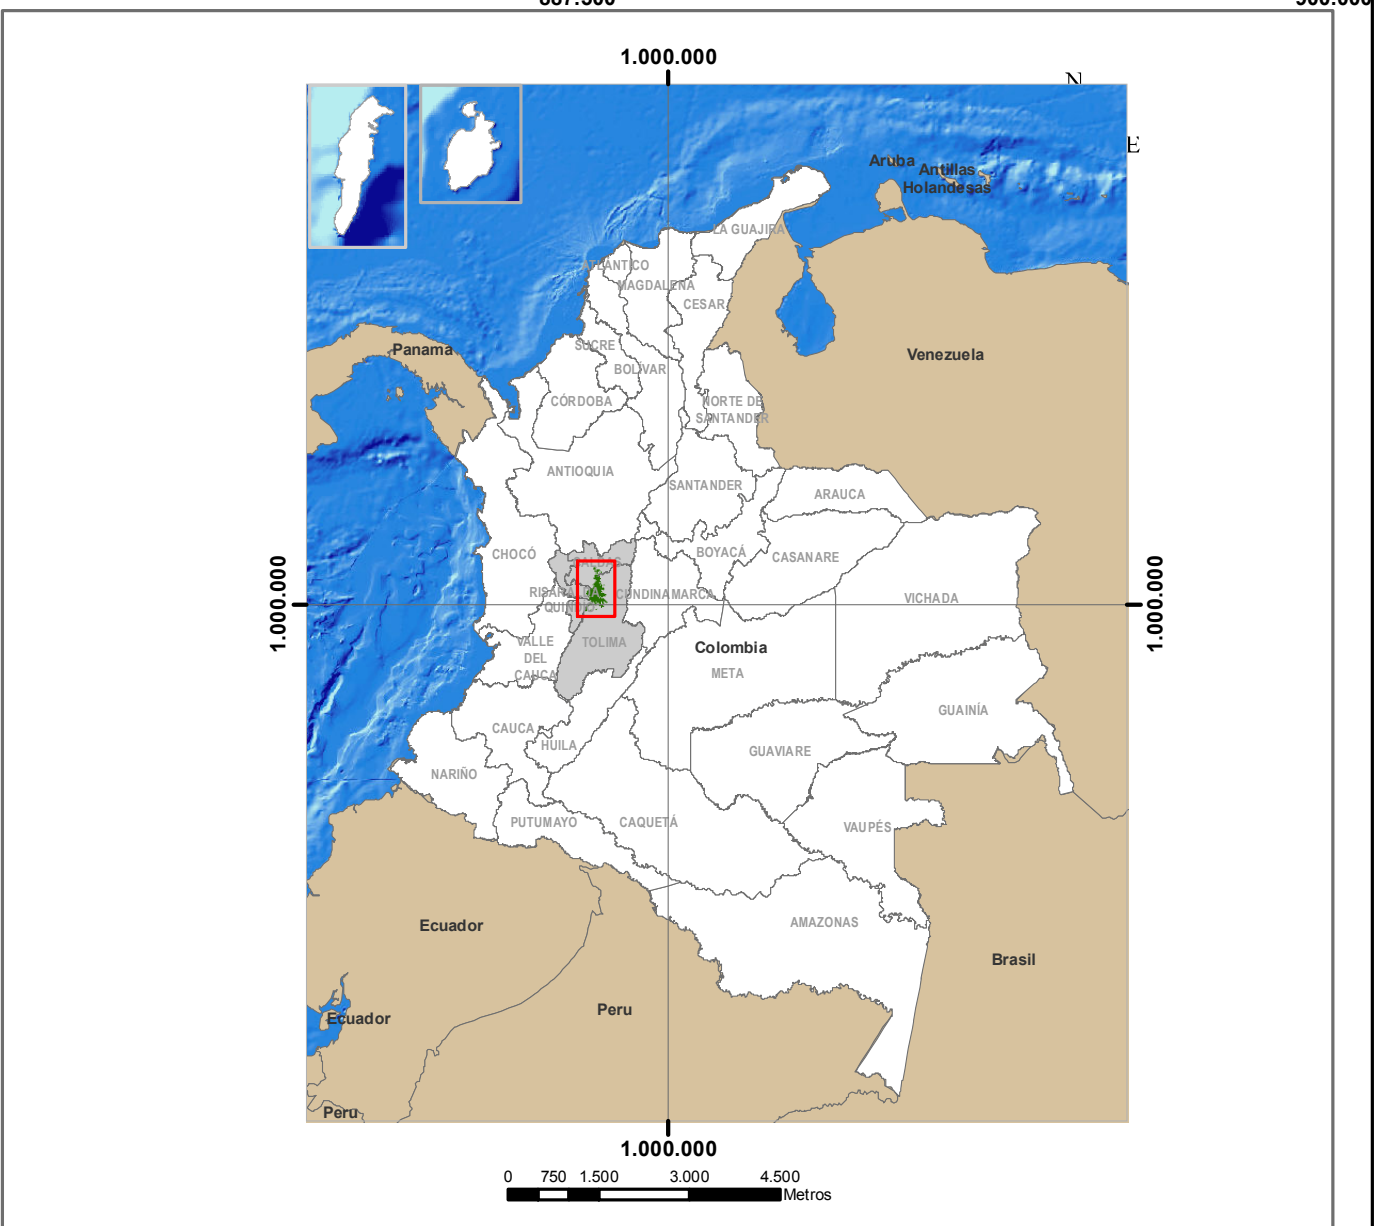 1.000.000
N
E
Aruba
Antillas
Holandesas
LA GUAJIRA
ATLÁNTICO
MAGDALENA
CESAR
Panama
SUCRE
Venezuela
BOLÍVAR
CÓRDOBA
NORTE DE
SANTANDER
ANTIOQUIA
SANTANDER
ARAUCA
CHOCÓ
BOYACÁ
CASANARE
CALDAS
RISARALDA
CUNDINAMARCA
VICHADA
QUINDIO
1.000.000
1.000.000
VALLE
DEL
CAUCA
TOLIMA
Colombia
META
GUAINÍA
CAUCA
HUILA
GUAVIARE
NARIÑO
PUTUMAYO
CAQUETÁ
VAUPÉS
Ecuador
AMAZONAS
Brasil
Peru
Ecuador
Peru
1.000.000
0 750 1.500 3.000 4.500
Metros